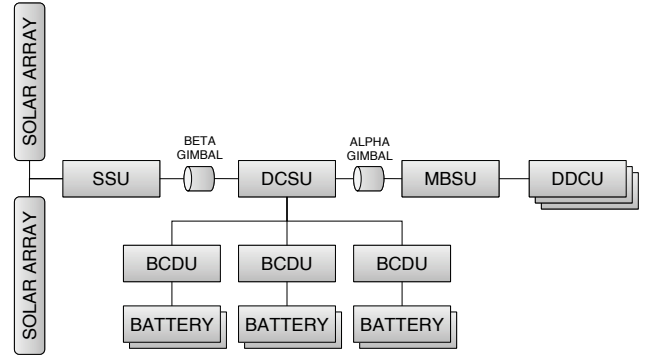 SOLAR ARRAY
BETA
GIMBAL
ALPHA
GIMBAL
SSU
DCSU
MBSU
DDCU
SOLAR ARRAY
BCDU
BCDU
BCDU
BATTERY
BATTERY
BATTERY